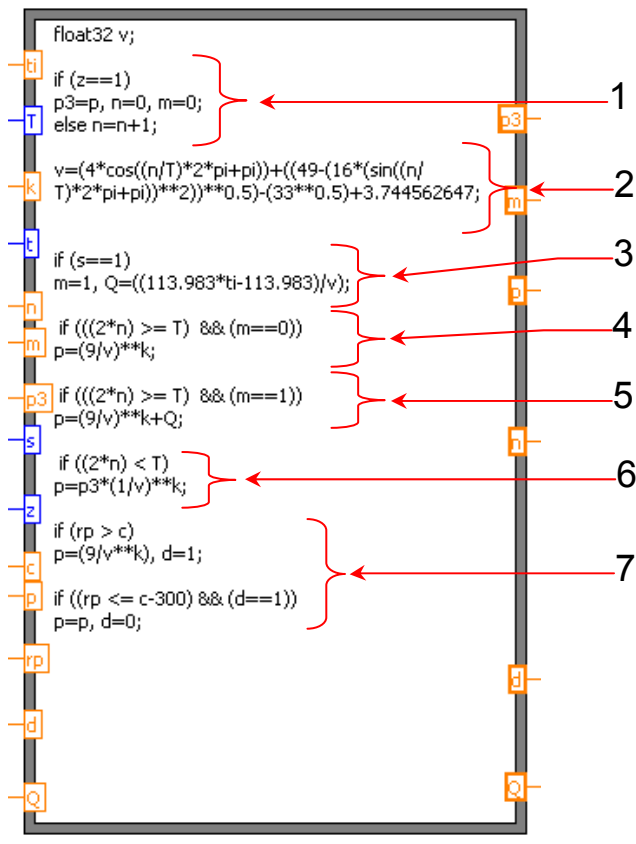 float32 v;
ti
if (z==1)
p3=p, n=0, m=0;
else n=n+1;
1
T
p3
k
v=(4*cos((n/T)*2*pi+pi))+((49-(16*(sin((n/
T)*2*pi+pi))**2))**0.5)-(33**0.5)+3.744562647;
2
m
t
if (s==1)
m=1, Q=((113.983*ti-113.983)/v);
3
p
n
if (((2*n) >= T) && (m==0))
p=(9/v)**k;
4
m
p3
if (((2*n) >= T) && (m==1))
p=(9/v)**k+Q;
5
s
n
if ((2*n) < T)
p=p3*(1/v)**k;
6
z
if (rp > c)
p=(9/v**k), d=1;
7
c
p
if ((rp <= c-300) && (d==1))
p=p, d=0;
rp
d
d
Q
Q